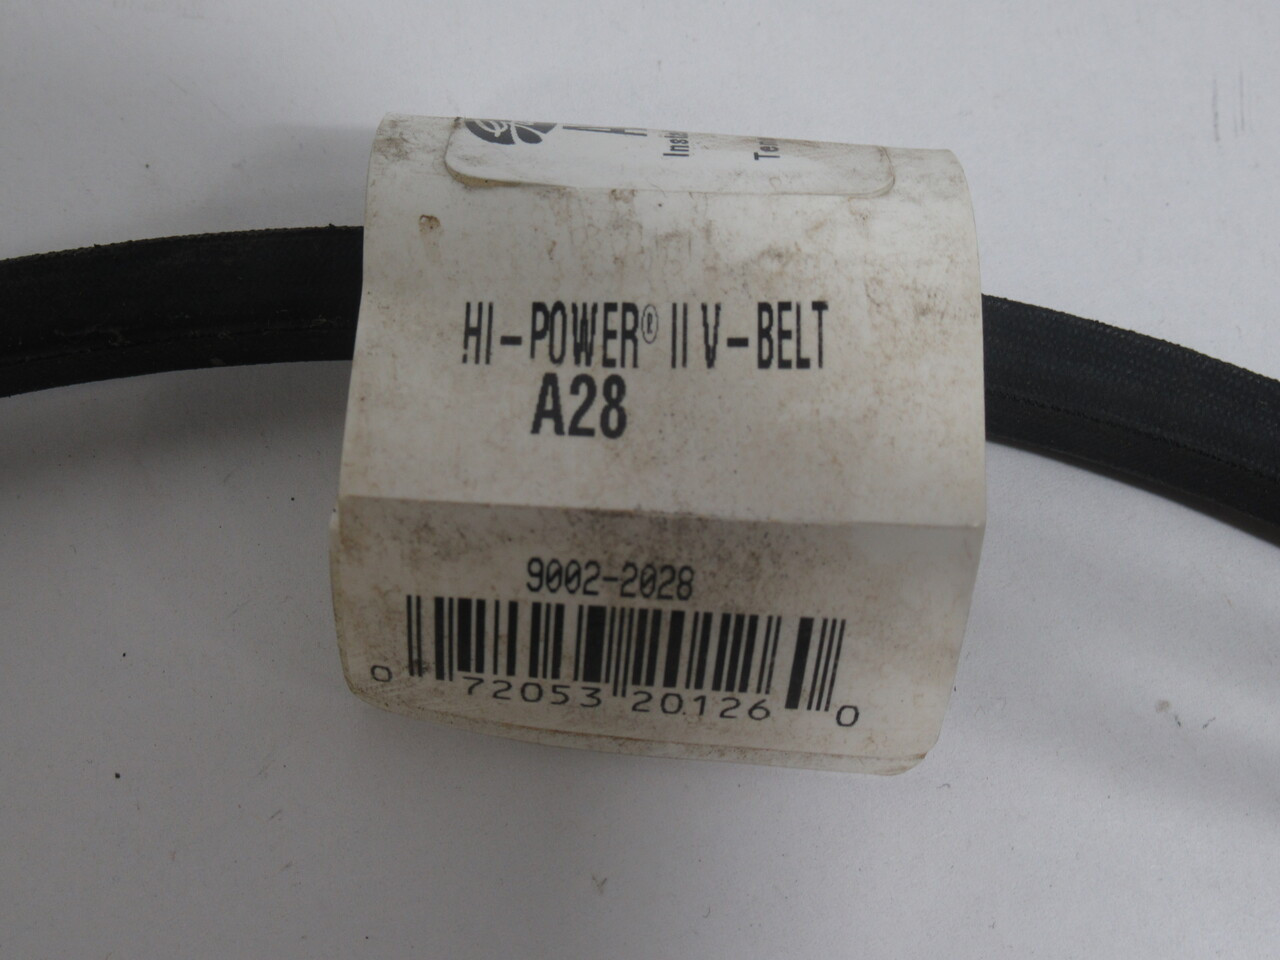 HI-POWER® II V-BELT
A28
9002-2028
0 72053 20126 0